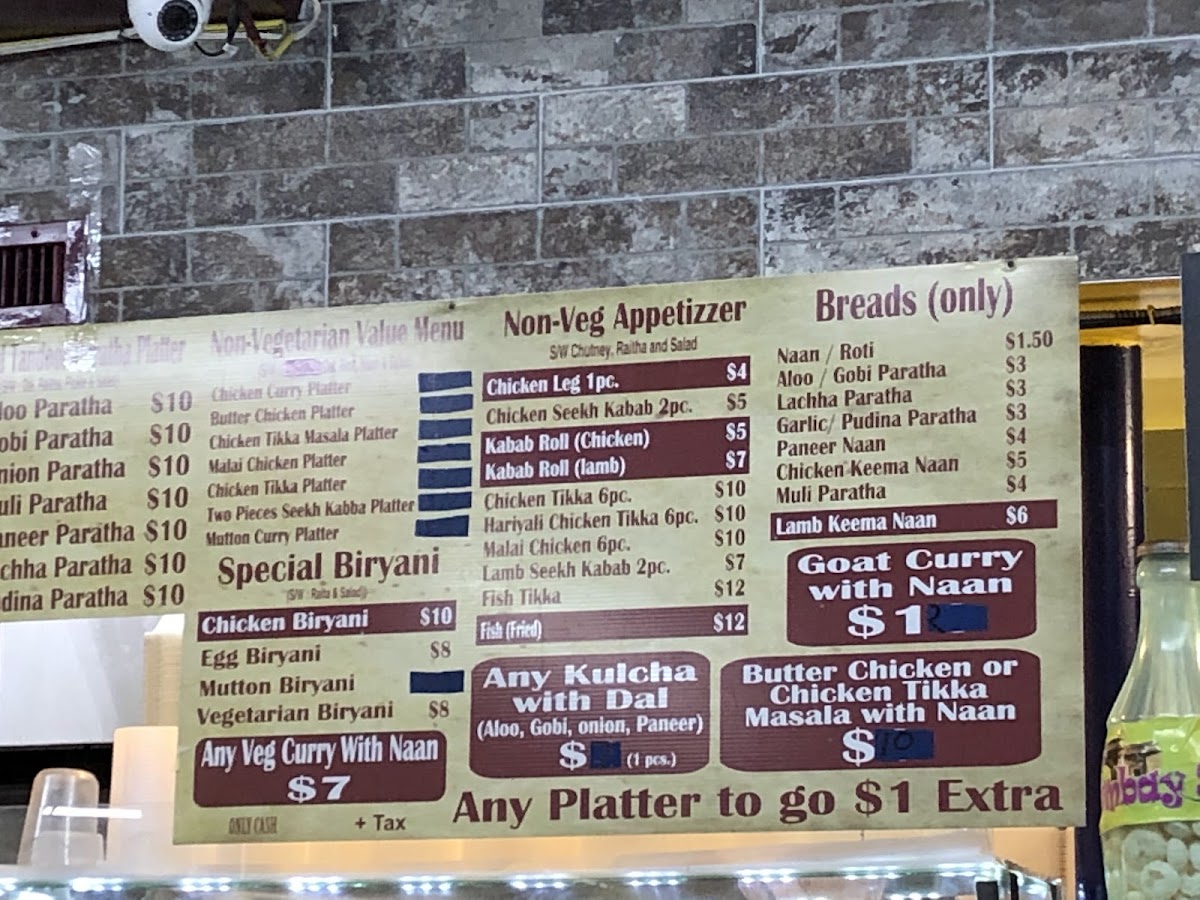 Paratha Platter
Paratha $10
Paratha $10
Paratha $10
Paratha $10
Paratha $10
Paratha $10
Paratha $10
Non-Vegetarian Value Menu
Chicken Curry Platter
Butter Chicken Platter
Chicken Tikka Masala Platter
Malai Chicken Platter
Chicken Tikka Platter
Two Pieces Seekh Kabba Platter
Mutton Curry Platter
Special Biryani
(S/W : Raita & Salad)
Chicken Biryani $10
Egg Biryani $8
Mutton Biryani
Vegetarian Biryani $8
Any Veg Curry With Naan
$7
ONLY CASH
+ Tax
Non-Veg Appetizzer
S/W Chutney, Raitha and Salad
Chicken Leg 1pc. $4
Chicken Seekh Kabab 2pc. $5
Kabab Roll (Chicken) $5
Kabab Roll (lamb) $7
Chicken Tikka 6pc. $10
Hariyali Chicken Tikka 6pc. $10
Malai Chicken 6pc. $10
Lamb Seekh Kabab 2pc. $7
Fish Tikka $12
Fish (Fried) $12
Any Kulcha
with Dal
(Aloo, Gobi, onion, Paneer)
$ (1 pcs.)
Breads (only)
Naan / Roti $1.50
Aloo / Gobi Paratha $3
Lachha Paratha $3
Garlic/ Pudina Paratha $3
Paneer Naan $4
Chicken Keema Naan $5
Muli Paratha $4
Lamb Keema Naan $6
Goat Curry
with Naan
$1
Butter Chicken or
Chicken Tikka
Masala with Naan
$10
Any Platter to go $1 Extra